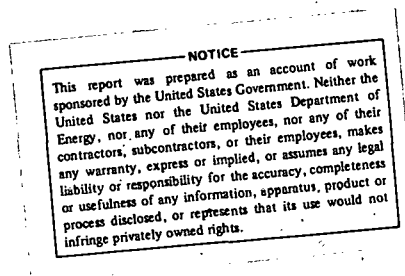 NOTICE
This report was prepared as an account of work
sponsored by the United States Government. Neither the
United States nor the United States Department of
Energy, nor any of their employees, nor any of their
contractors, subcontractors, or their employees, makes
any warranty, express or implied, or assumes any legal
liability or responsibility for the accuracy, completeness
or usefulness of any information, apparatus, product or
process disclosed, or represents that its use would not
infringe privately owned rights.